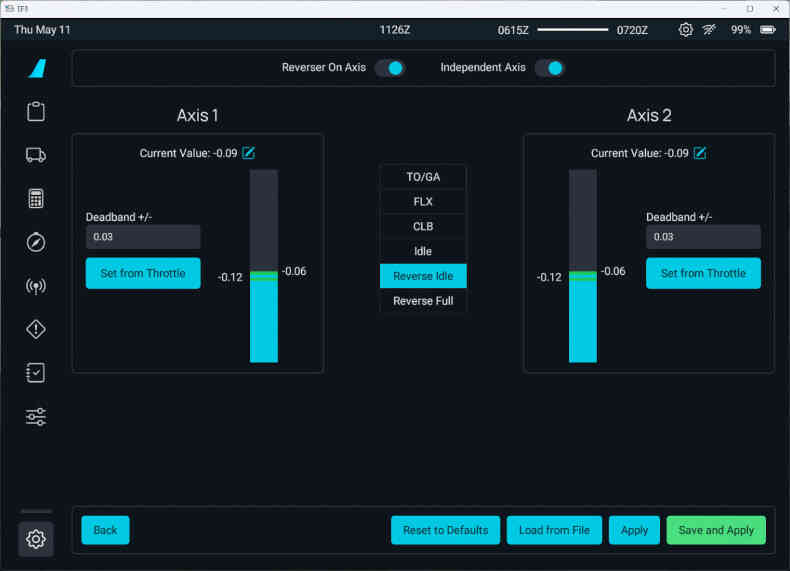 EFB
Thu May 11
1126Z
0615Z
0720Z
99%
Reverser On Axis
Independent Axis
Axis 1
Axis 2
Current Value: -0.09
Deadband +/-
0.03
Set from Throttle
-0.12
-0.06
TO/GA
FLX
CLB
Idle
Reverse Idle
Reverse Full
Current Value: -0.09
-0.12
-0.06
Deadband +/-
0.03
Set from Throttle
Back
Reset to Defaults
Load from File
Apply
Save and Apply